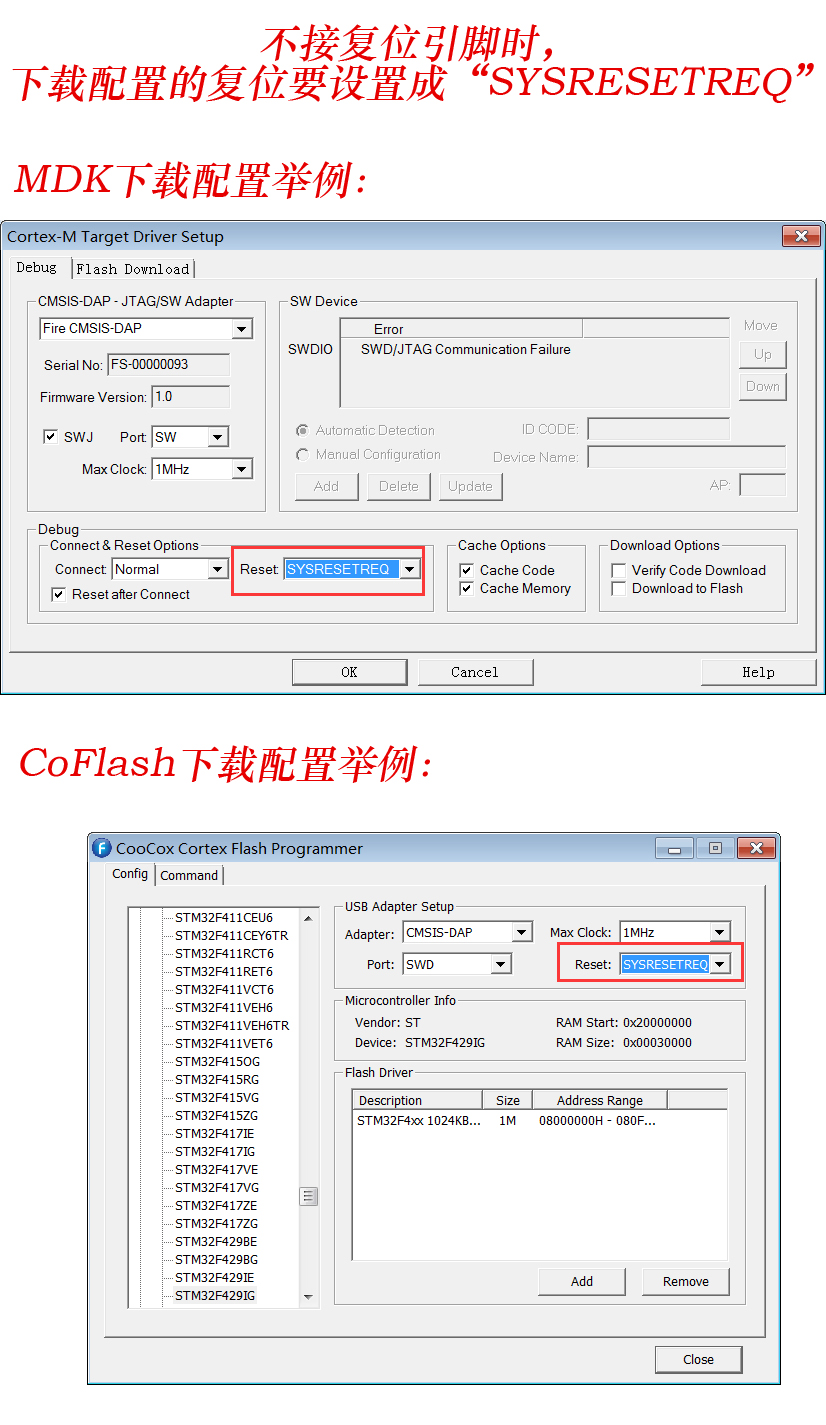 不接复位引脚时，
下载配置的复位要设置成“SYSRESETREQ”
MDK下载配置举例：
Cortex-M Target Driver Setup
Debug
Flash Download
CMSIS-DAP - JTAG/SW Adapter
Fire CMSIS-DAP
Serial No: FS-00000093
Firmware Version: 1.0
SWJ Port: SW
Max Clock: 1MHz
SW Device
Error
SWDIO SWD/JTAG Communication Failure
Move
Up
Down
Automatic Detection
Manual Configuration
ID CODE:
Device Name:
Add Delete Update
AP:
Debug
Connect & Reset Options
Connect: Normal
Reset: SYSRESETREQ
Reset after Connect
Cache Options
Cache Code
Cache Memory
Download Options
Verify Code Download
Download to Flash
OK Cancel Help
CoFlash下载配置举例：
CooCox Cortex Flash Programmer
Config
Command
STM32F411CEU6
STM32F411CEY6TR
STM32F411RCT6
STM32F411RET6
STM32F411VCT6
STM32F411VEH6
STM32F411VEH6TR
STM32F411VET6
STM32F415OG
STM32F415RG
STM32F415VG
STM32F415ZG
STM32F417IE
STM32F417IG
STM32F417VE
STM32F417VG
STM32F417ZE
STM32F417ZG
STM32F429BE
STM32F429BG
STM32F429IE
STM32F429IG
USB Adapter Setup
Adapter: CMSIS-DAP Max Clock: 1MHz
Port: SWD Reset: SYSRESETREQ
Microcontroller Info
Vendor: ST RAM Start: 0x20000000
Device: STM32F429IG RAM Size: 0x00030000
Flash Driver
Description Size Address Range
STM32F4xx 1024KB... 1M 08000000H - 080F...
Add Remove
Close